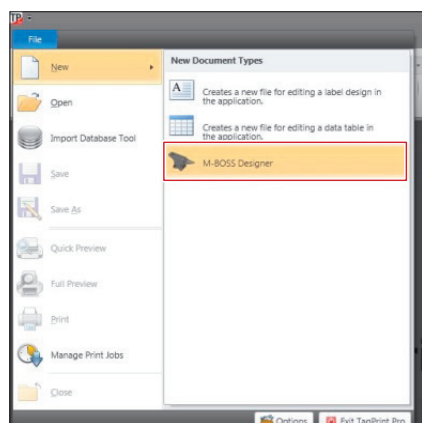 TP
File
New
New Document Types
A
Creates a new file for editing a label design in
the application.
Open
Creates a new file for editing a data table in
the application.
Import Database Tool
M-BOSS Designer
Save
Save As
Quick Preview
Full Preview
Print
Manage Print Jobs
Close
Options
Exit TagPrint Pro